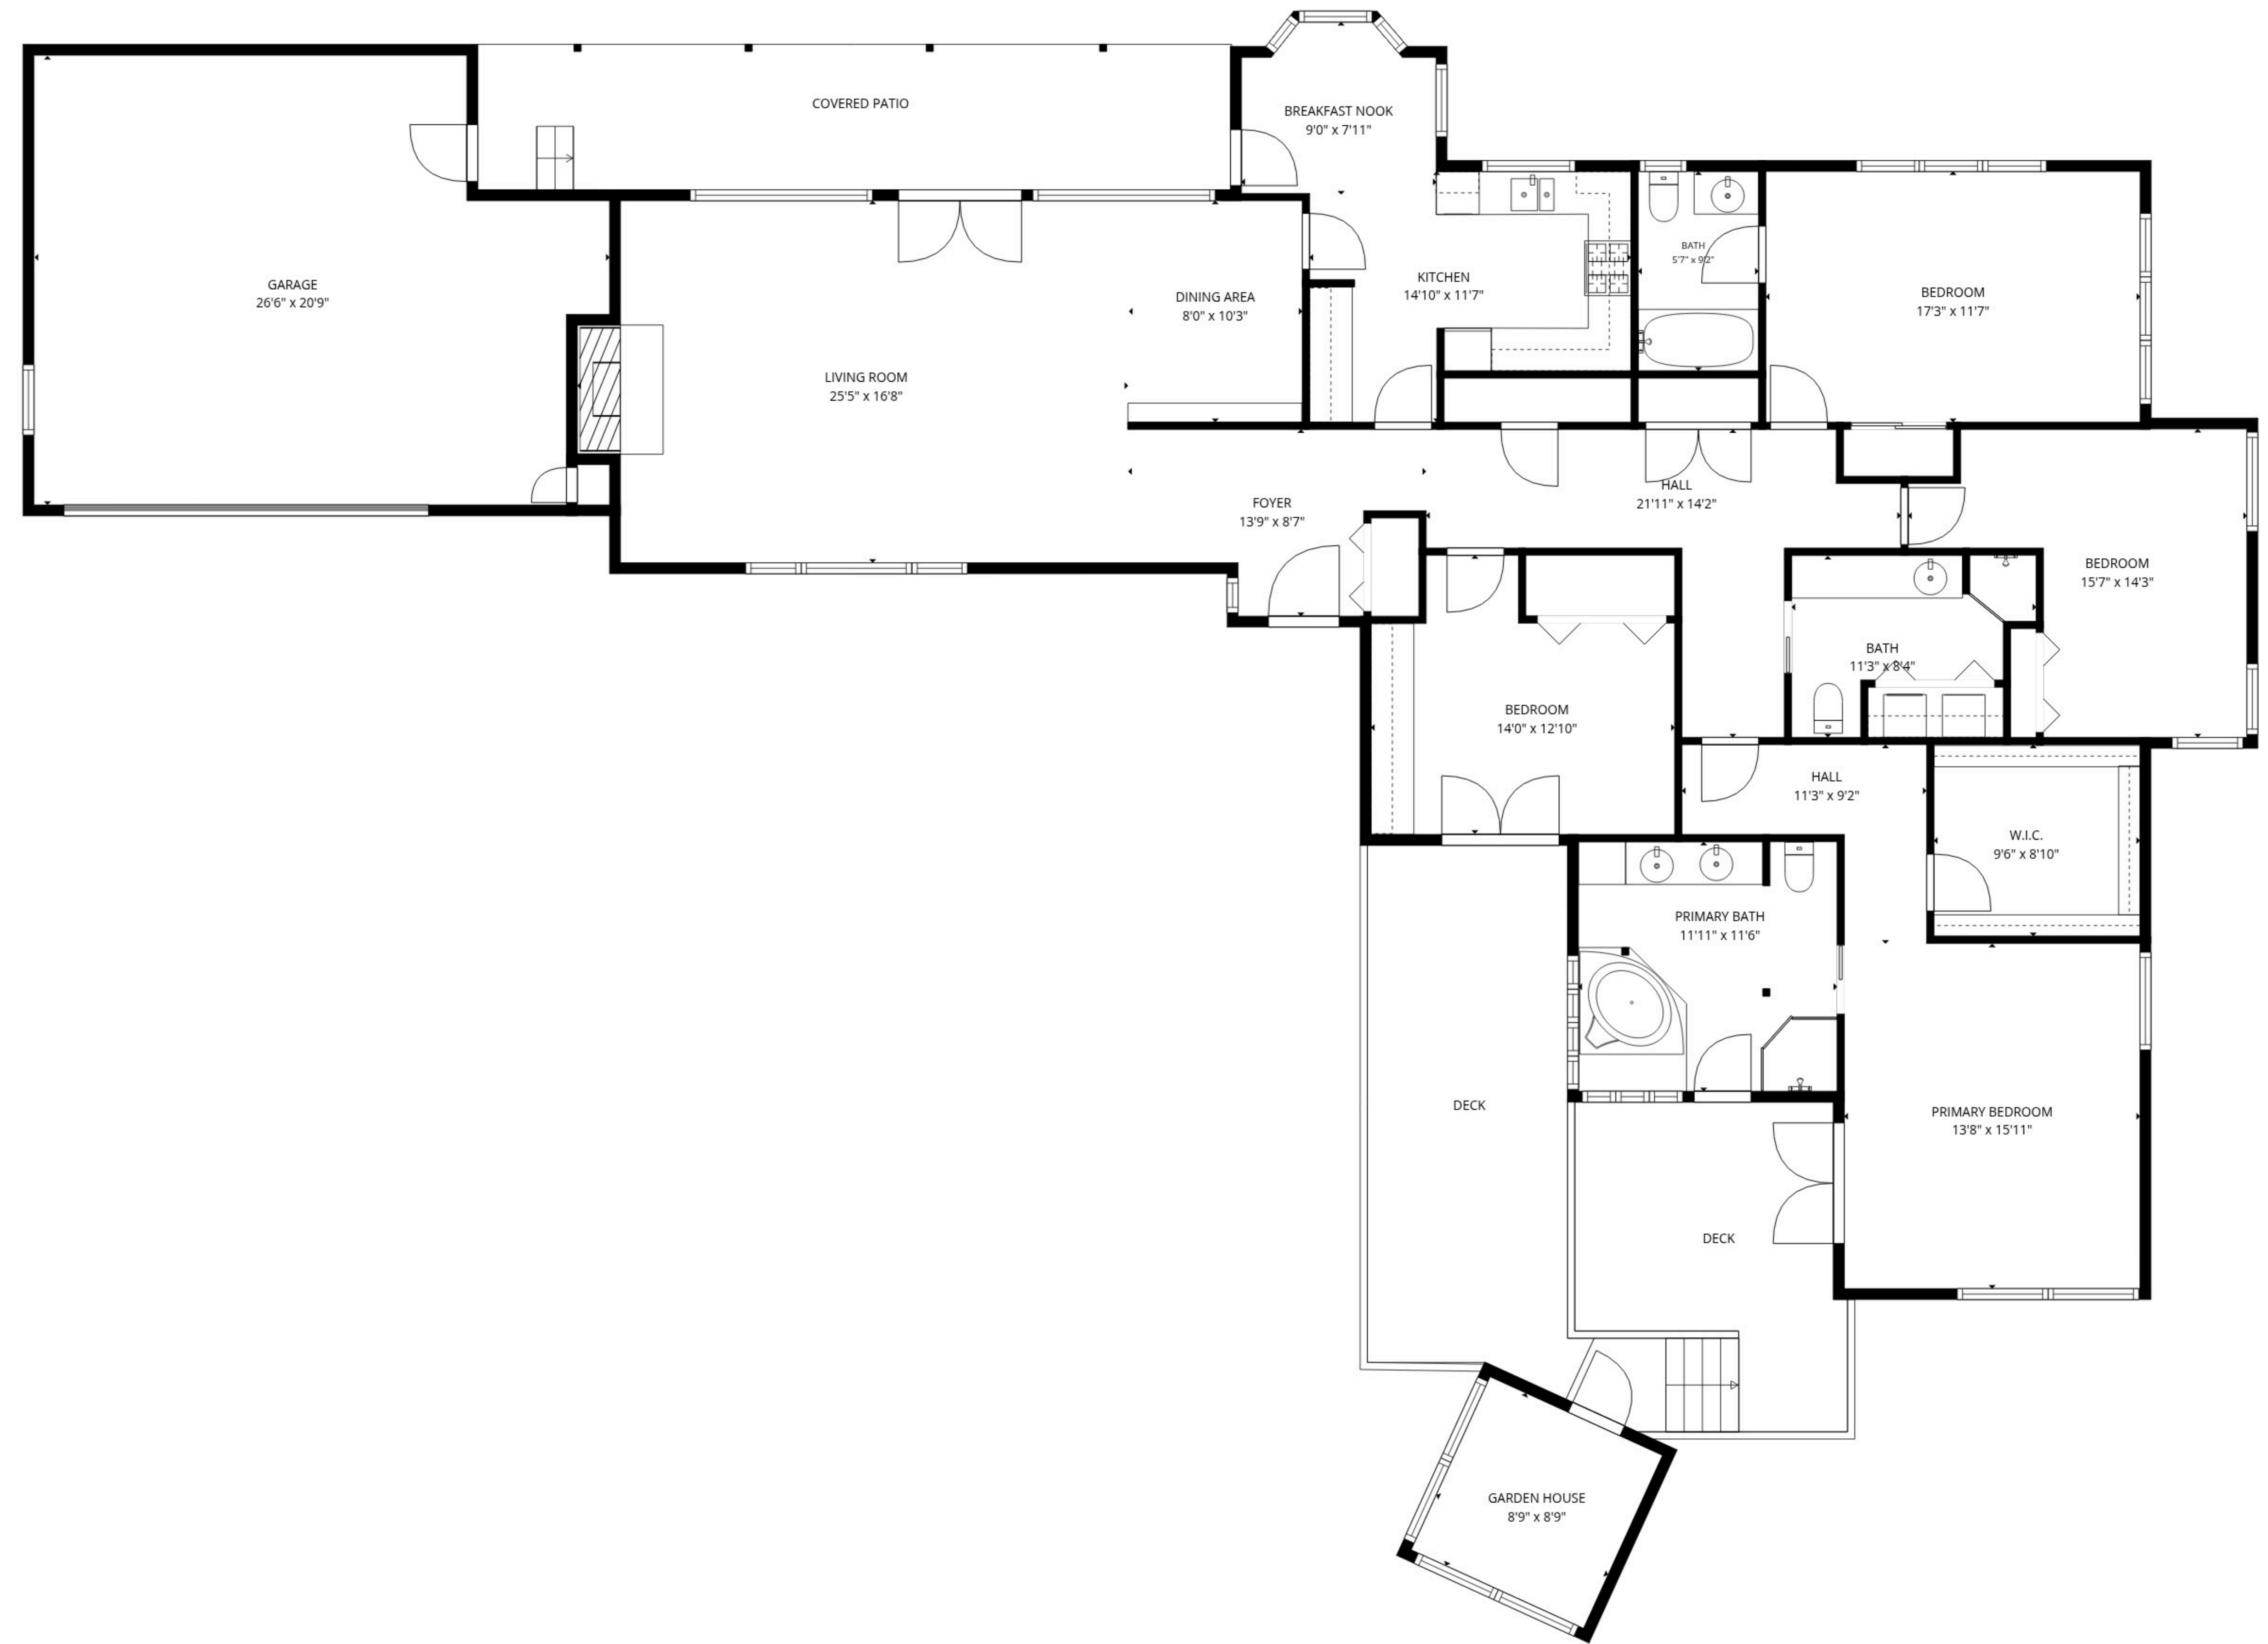 COVERED PATIO
BREAKFAST NOOK
9'0" x 7'11"
GARAGE
26'6" x 20'9"
LIVING ROOM
25'5" x 16'8"
DINING AREA
8'0" x 10'3"
KITCHEN
14'10" x 11'7"
BATH
5'7" x 9'2"
BEDROOM
17'3" x 11'7"
FOYER
13'9" x 8'7"
HALL
21'11" x 14'2"
BEDROOM
15'7" x 14'3"
BATH
11'3" x 8'4"
BEDROOM
14'0" x 12'10"
HALL
11'3" x 9'2"
W.I.C.
9'6" x 8'10"
PRIMARY BATH
11'11" x 11'6"
DECK
PRIMARY BEDROOM
13'8" x 15'11"
DECK
GARDEN HOUSE
8'9" x 8'9"